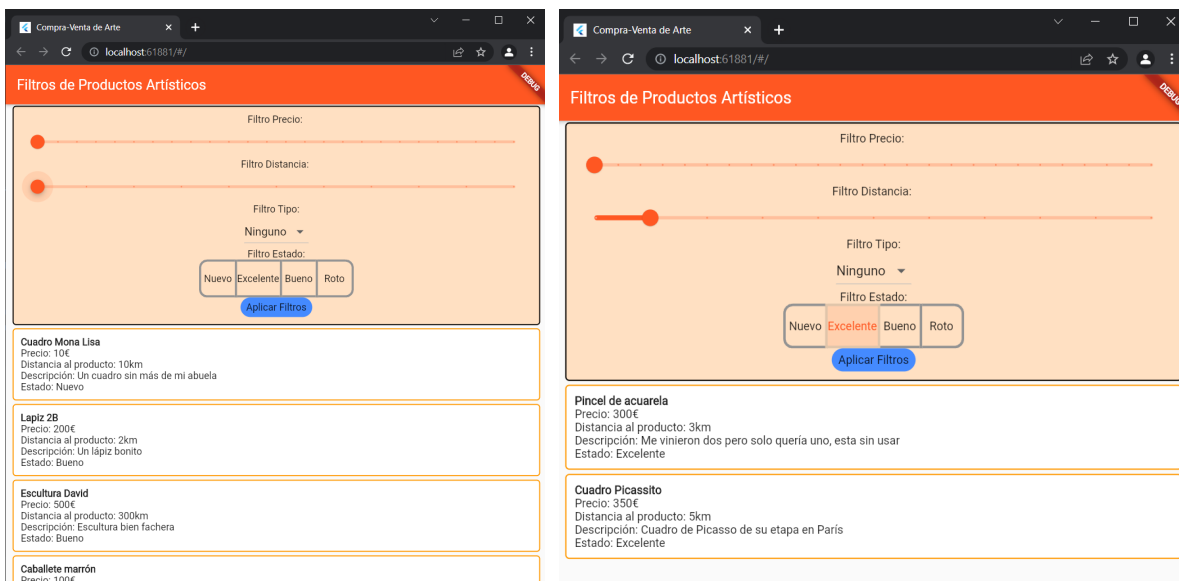 Compra-Venta de Arte
localhost:61881/#/
Filtros de Productos Artísticos
DEBUG
Filtro Precio:
Filtro Distancia:
Filtro Tipo:
Ninguno
Filtro Estado:
Nuevo Excelente Bueno Roto
Aplicar Filtros
Cuadro Mona Lisa
Precio: 10€
Distancia al producto: 10km
Descripción: Un cuadro sin más de mi abuela
Estado: Nuevo
Lapiz 2B
Precio: 200€
Distancia al producto: 2km
Descripción: Un lápiz bonito
Estado: Bueno
Escultura David
Precio: 500€
Distancia al producto: 300km
Descripción: Escultura bien fachera
Estado: Bueno
Caballete marrón
Precio: 100€
Compra-Venta de Arte
localhost:61881/#/
Filtros de Productos Artísticos
DEBUG
Filtro Precio:
Filtro Distancia:
Filtro Tipo:
Ninguno
Filtro Estado:
Nuevo Excelente Bueno Roto
Aplicar Filtros
Pincel de acuarela
Precio: 300€
Distancia al producto: 3km
Descripción: Me vinieron dos pero solo quería uno, esta sin usar
Estado: Excelente
Cuadro Picassito
Precio: 350€
Distancia al producto: 5km
Descripción: Cuadro de Picasso de su etapa en París
Estado: Excelente